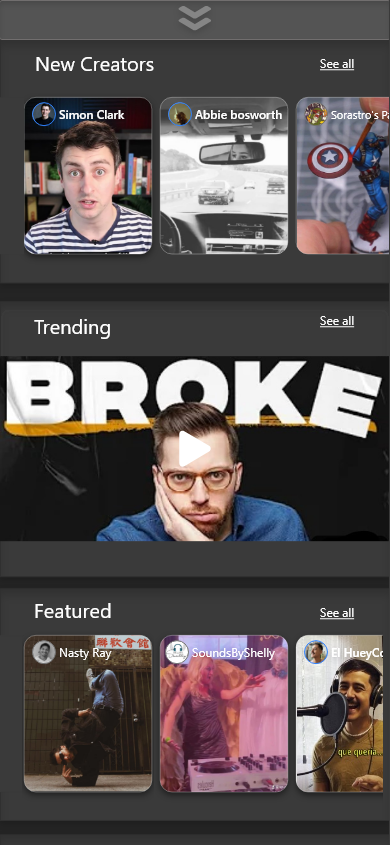 New Creators
See all
Simon Clark
Abbie bosworth
Sorastro's Pa
Trending
See all
BROKE
Featured
See all
Nasty Ray
SoundsByShelly
El HueyCo
que quería...